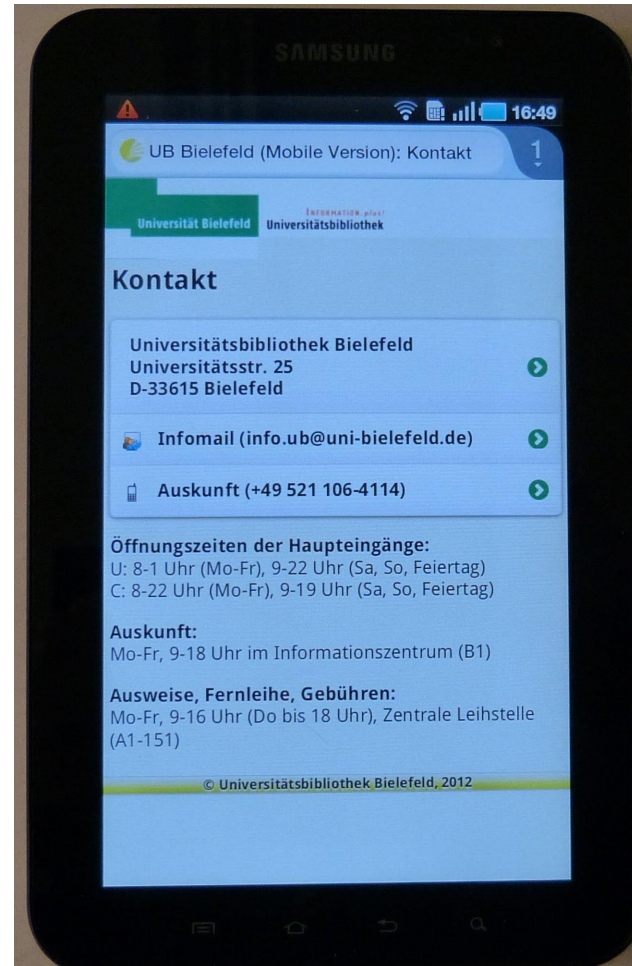 SAMSUNG
16:49
UB Bielefeld (Mobile Version): Kontakt
1
Universität Bielefeld
INFORMATION.plus!
Universitätsbibliothek
Kontakt
Universitätsbibliothek Bielefeld
Universitätsstr. 25
D-33615 Bielefeld
Infomail (info.ub@uni-bielefeld.de)
Auskunft (+49 521 106-4114)
Öffnungszeiten der Haupteingänge:
U: 8-1 Uhr (Mo-Fr), 9-22 Uhr (Sa, So, Feiertag)
C: 8-22 Uhr (Mo-Fr), 9-19 Uhr (Sa, So, Feiertag)
Auskunft:
Mo-Fr, 9-18 Uhr im Informationszentrum (B1)
Ausweise, Fernleihe, Gebühren:
Mo-Fr, 9-16 Uhr (Do bis 18 Uhr), Zentrale Leihstelle
(A1-151)
© Universitätsbibliothek Bielefeld, 2012